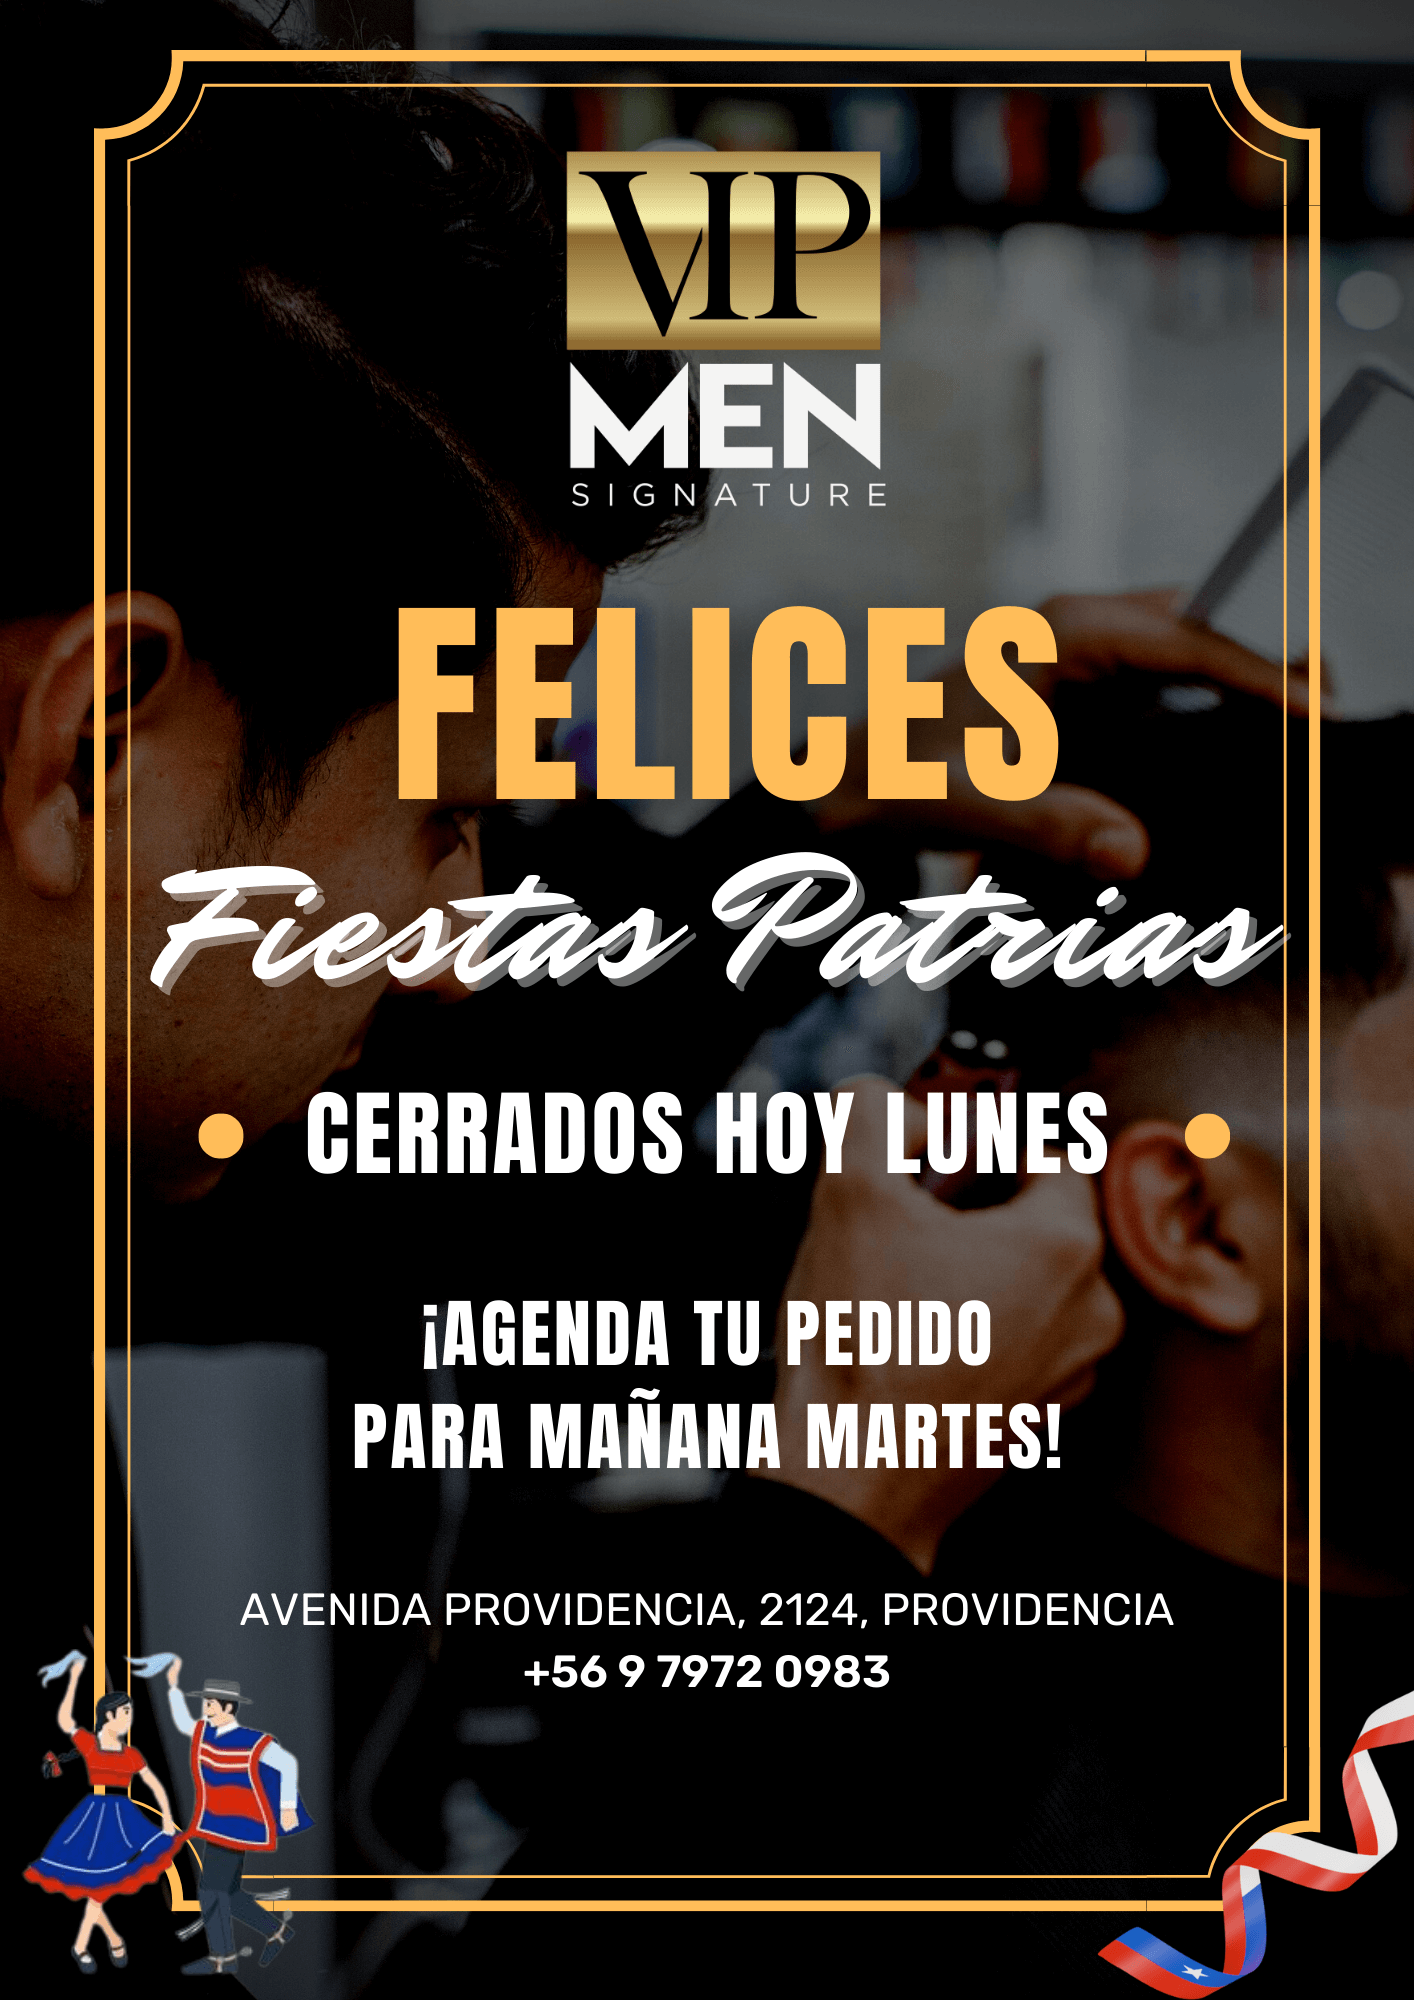 VIP
MEN
SIGNATURE
FELICES
Fiestas Patrias
CERRADOS HOY LUNES
¡AGENDA TU PEDIDO
PARA MAÑANA MARTES!
AVENIDA PROVIDENCIA, 2124, PROVIDENCIA
+56 9 7972 0983